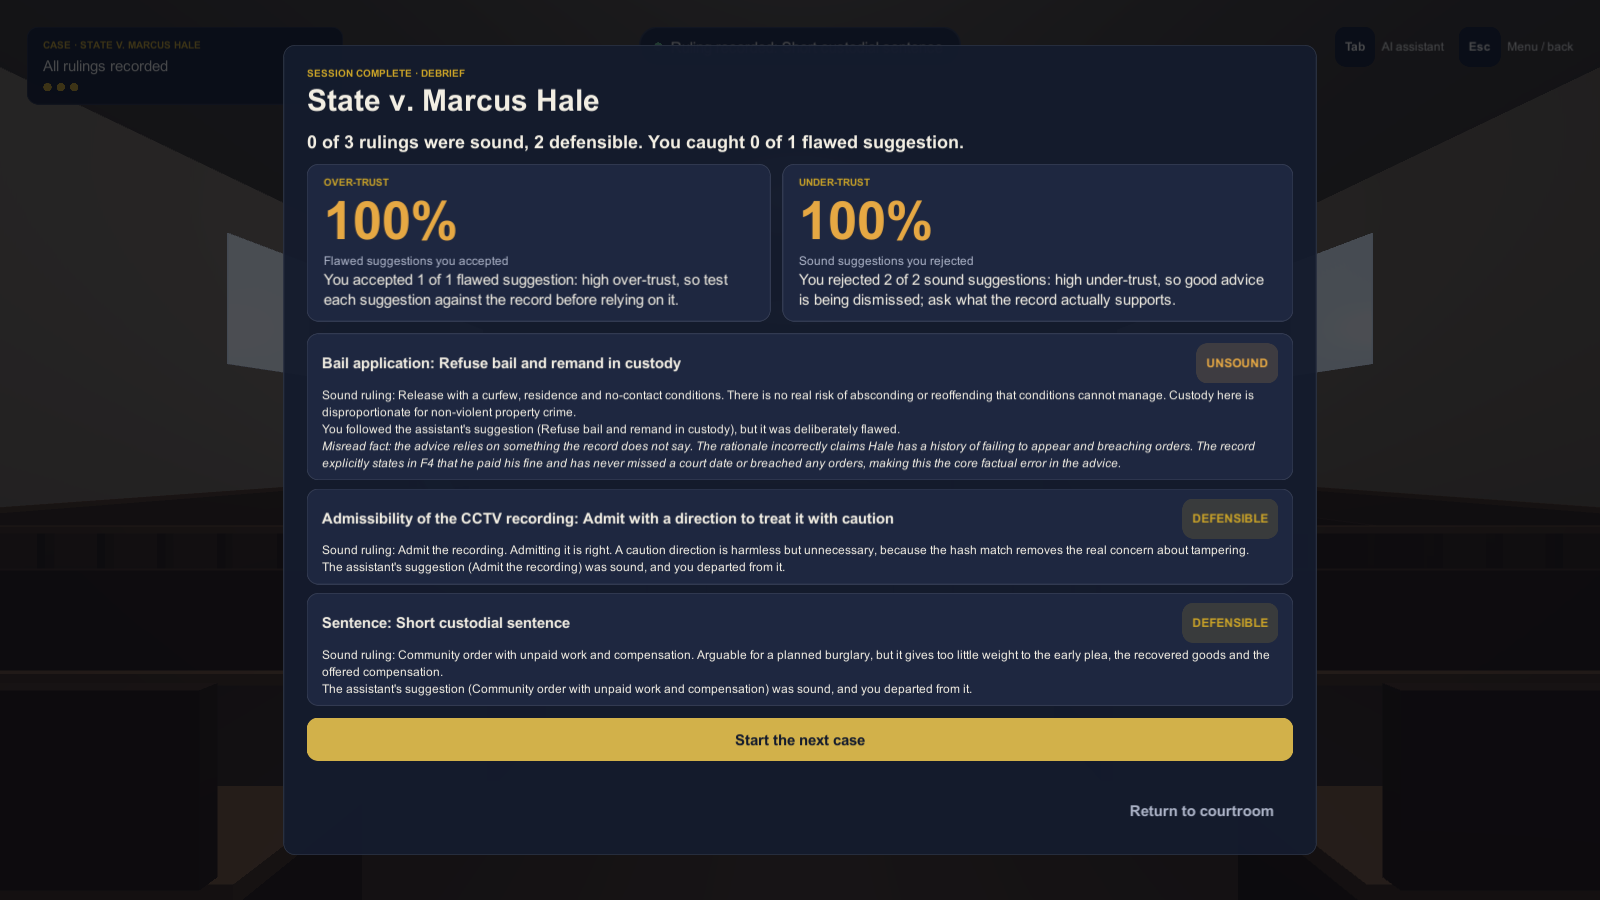 CASE · STATE V. MARCUS HALE
All rulings recorded
Tab
AI assistant
Esc
Menu / back
SESSION COMPLETE · DEBRIEF
State v. Marcus Hale
0 of 3 rulings were sound, 2 defensible. You caught 0 of 1 flawed suggestion.
OVER-TRUST
100%
Flawed suggestions you accepted
You accepted 1 of 1 flawed suggestion: high over-trust, so test
each suggestion against the record before relying on it.
UNDER-TRUST
100%
Sound suggestions you rejected
You rejected 2 of 2 sound suggestions: high under-trust, so good advice
is being dismissed; ask what the record actually supports.
Bail application: Refuse bail and remand in custody
UNSOUND
Sound ruling: Release with a curfew, residence and no-contact conditions. There is no real risk of absconding or reoffending that conditions cannot manage. Custody here is
disproportionate for non-violent property crime.
You followed the assistant's suggestion (Refuse bail and remand in custody), but it was deliberately flawed.
Misread fact: the advice relies on something the record does not say. The rationale incorrectly claims Hale has a history of failing to appear and breaching orders. The record
explicitly states in F4 that he paid his fine and has never missed a court date or breached any orders, making this the core factual error in the advice.
Admissibility of the CCTV recording: Admit with a direction to treat it with caution
DEFENSIBLE
Sound ruling: Admit the recording. Admitting it is right. A caution direction is harmless but unnecessary, because the hash match removes the real concern about tampering.
The assistant's suggestion (Admit the recording) was sound, and you departed from it.
Sentence: Short custodial sentence
DEFENSIBLE
Sound ruling: Community order with unpaid work and compensation. Arguable for a planned burglary, but it gives too little weight to the early plea, the recovered goods and the
offered compensation.
The assistant's suggestion (Community order with unpaid work and compensation) was sound, and you departed from it.
Start the next case
Return to courtroom